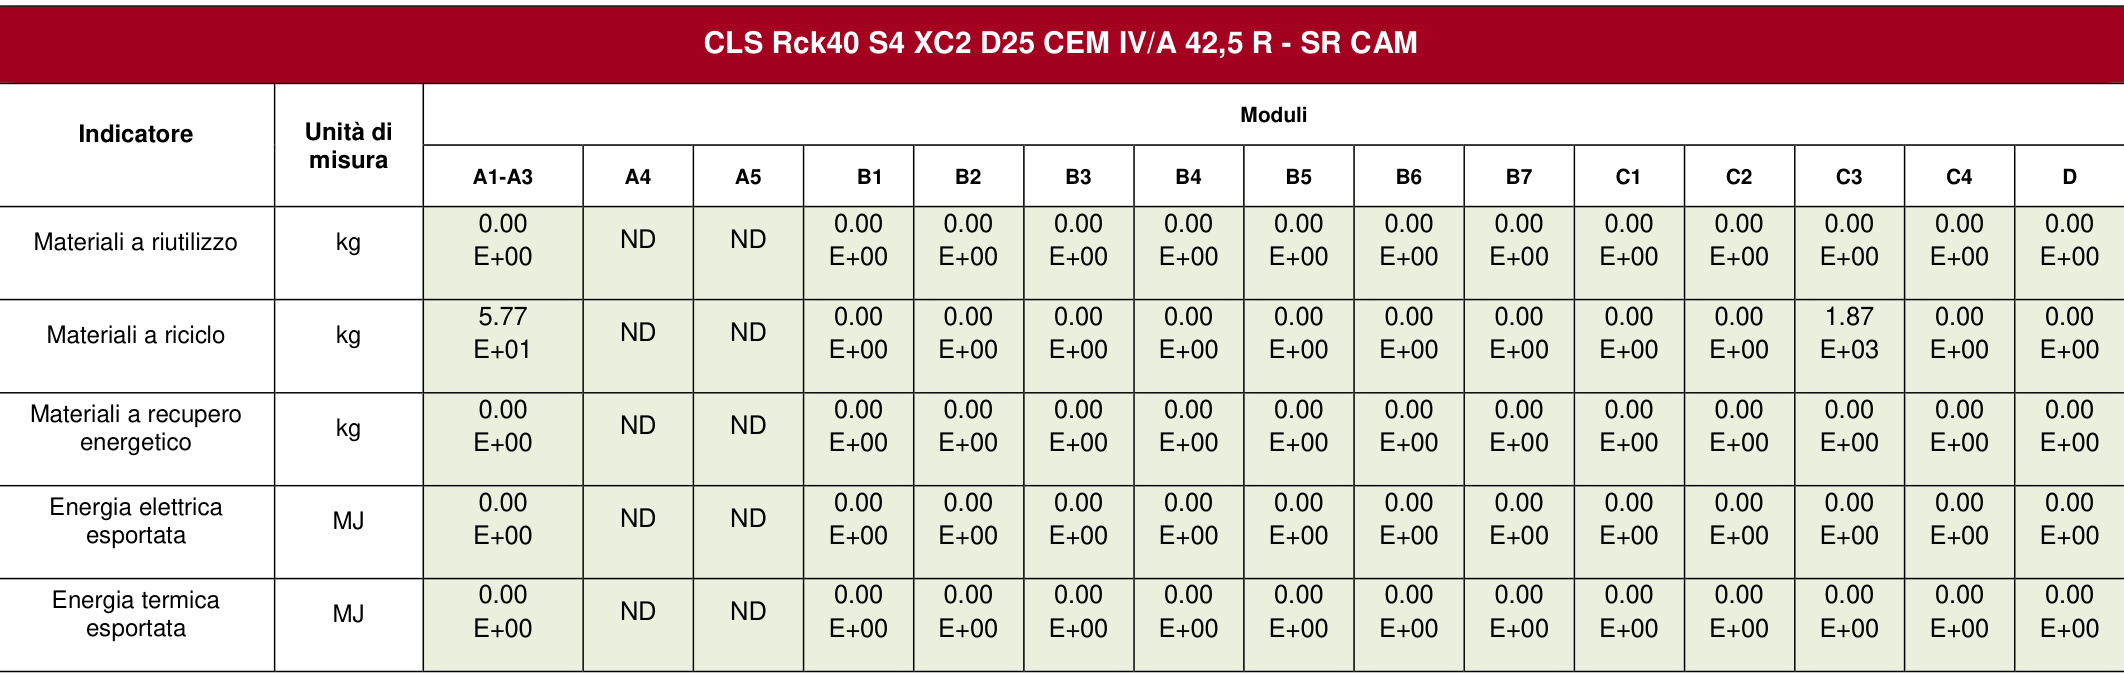 CLS Rck40 S4 XC2 D25 CEM IV/A 42,5 R - SR CAM
Indicatore Unità di misura Moduli
A1-A3 A4 A5 B1 B2 B3 B4 B5 B6 B7 C1 C2 C3 C4 D
Materiali a riutilizzo kg 0.00 E+00 ND ND 0.00 E+00 0.00 E+00 0.00 E+00 0.00 E+00 0.00 E+00 0.00 E+00 0.00 E+00 0.00 E+00 0.00 E+00 0.00 E+00 0.00 E+00 0.00 E+00
Materiali a riciclo kg 5.77 E+01 ND ND 0.00 E+00 0.00 E+00 0.00 E+00 0.00 E+00 0.00 E+00 0.00 E+00 0.00 E+00 0.00 E+00 0.00 E+00 1.87 E+03 0.00 E+00 0.00 E+00
Materiali a recupero energetico kg 0.00 E+00 ND ND 0.00 E+00 0.00 E+00 0.00 E+00 0.00 E+00 0.00 E+00 0.00 E+00 0.00 E+00 0.00 E+00 0.00 E+00 0.00 E+00 0.00 E+00 0.00 E+00
Energia elettrica esportata MJ 0.00 E+00 ND ND 0.00 E+00 0.00 E+00 0.00 E+00 0.00 E+00 0.00 E+00 0.00 E+00 0.00 E+00 0.00 E+00 0.00 E+00 0.00 E+00 0.00 E+00 0.00 E+00
Energia termica esportata MJ 0.00 E+00 ND ND 0.00 E+00 0.00 E+00 0.00 E+00 0.00 E+00 0.00 E+00 0.00 E+00 0.00 E+00 0.00 E+00 0.00 E+00 0.00 E+00 0.00 E+00 0.00 E+00